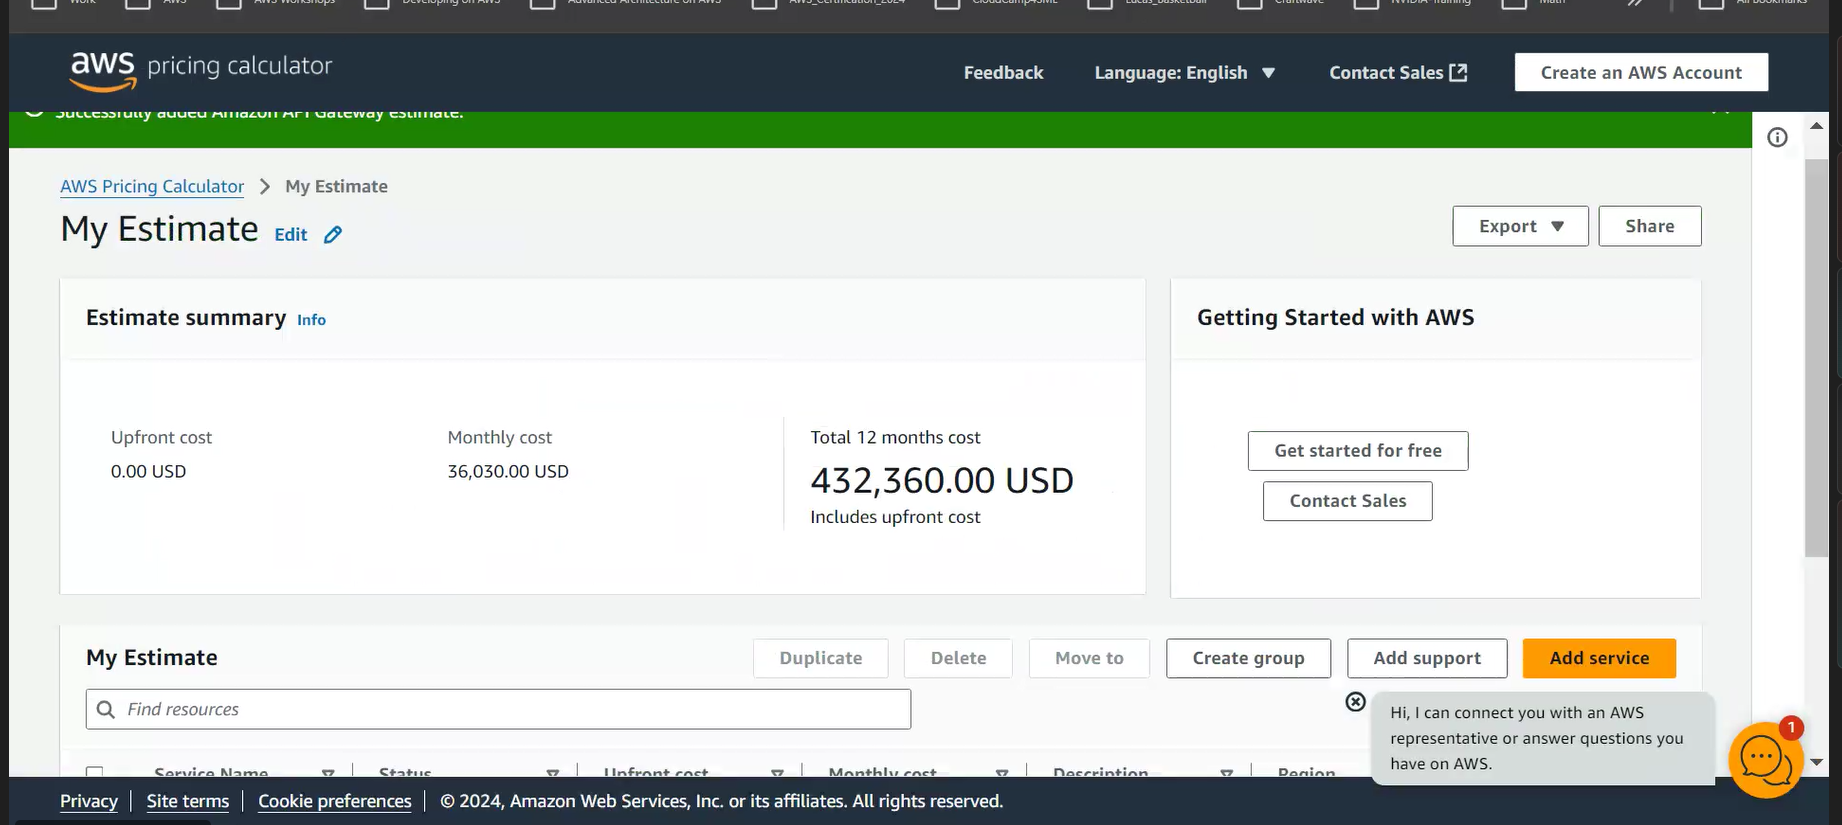 Work AWS AWS Workshops Developing on AWS Advanced Architecture on AWS AWS_Certification_2024 CloudCamp4SME Lucas_Basketball Craftwave NVIDIA-Training Math All Bookmarks
aws pricing calculator
Feedback Language: English Contact Sales Create an AWS Account
Successfully added Amazon API Gateway estimate.
AWS Pricing Calculator > My Estimate
My Estimate Edit
Export Share
Estimate summary Info
Getting Started with AWS
Upfront cost Monthly cost Total 12 months cost
0.00 USD 36,030.00 USD 432,360.00 USD
Includes upfront cost
Get started for free
Contact Sales
My Estimate Duplicate Delete Move to Create group Add support Add service
Find resources
Service Name Status Upfront cost Monthly cost Description Region
Hi, I can connect you with an AWS
representative or answer questions you
have on AWS.
1
Privacy Site terms Cookie preferences © 2024, Amazon Web Services, Inc. or its affiliates. All rights reserved.